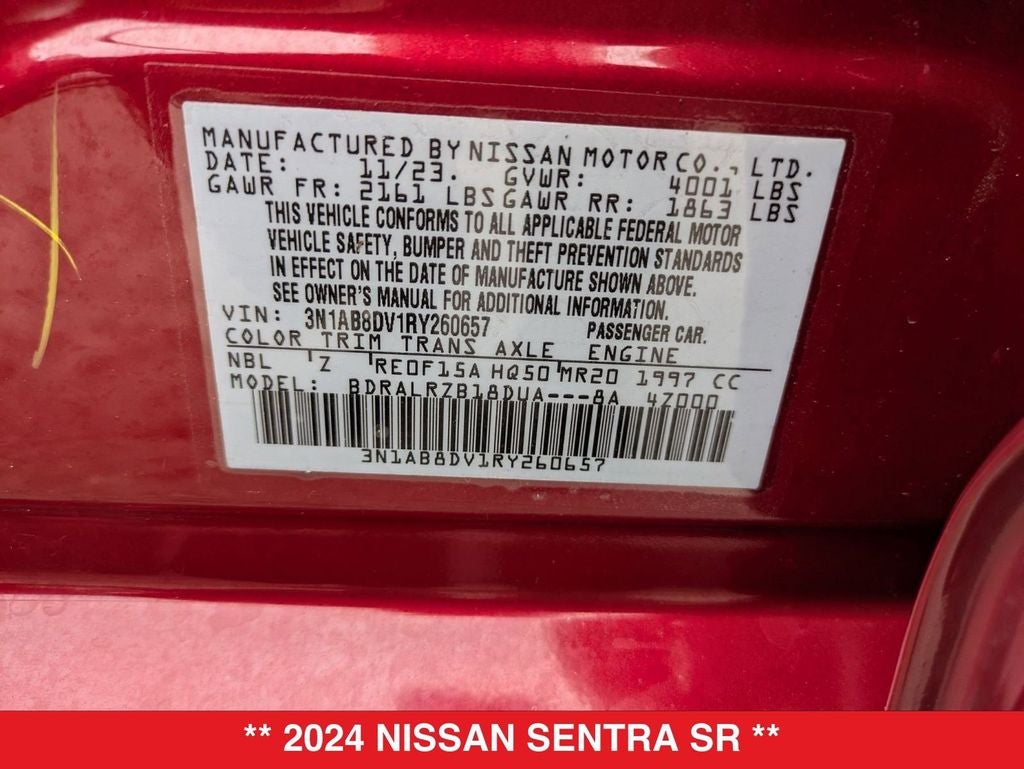 MANUFACTURED BY NISSAN MOTOR CO., LTD.
DATE: 11/23. GVWR: 4001 LBS
GAWR FR: 2161 LBS GAWR RR: 1863 LBS
THIS VEHICLE CONFORMS TO ALL APPLICABLE FEDERAL MOTOR
VEHICLE SAFETY, BUMPER AND THEFT PREVENTION STANDARDS
IN EFFECT ON THE DATE OF MANUFACTURE SHOWN ABOVE.
SEE OWNER'S MANUAL FOR ADDITIONAL INFORMATION.
VIN: 3N1AB8DV1RY260657 PASSENGER CAR.
COLOR TRIM TRANS AXLE ENGINE
NBL Z RE0F15A HQ50 MR20 1997 CC
MODEL: BDRALRZB18DUA---8A 4Z000
3N1AB8DV1RY260657
** 2024 NISSAN SENTRA SR **